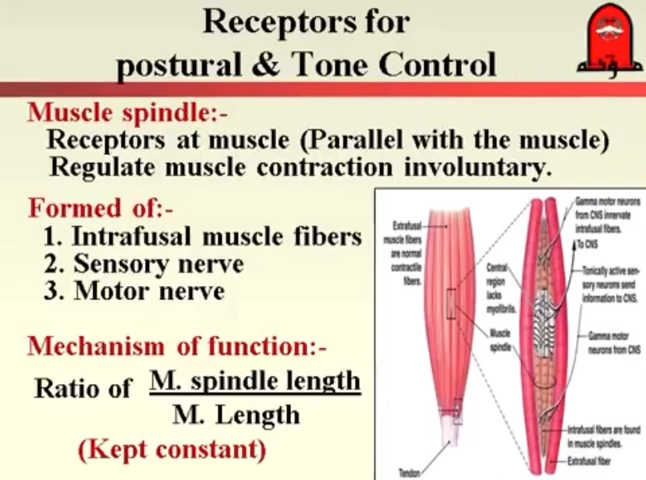 Receptors for
postural & Tone Control
Muscle spindle:-
Receptors at muscle (Parallel with the muscle)
Regulate muscle contraction involuntary.
Formed of:-
1. Intrafusal muscle fibers
2. Sensory nerve
3. Motor nerve
Mechanism of function:-
Ratio of M. spindle length
M. Length
(Kept constant)
Extrafusal
muscle fibers
are normal
contractile
fibers.
Central
region
lacks
myofibrils.
Muscle
spindle
Tendon
Gamma motor neurons
from CNS innervate
intrafusal fibers.
To CNS
Tonically active sen-
sory neurons send
information to CNS.
Gamma motor
neurons from CNS
Intrafusal fibers are found
in muscle spindles.
Extrafusal fiber